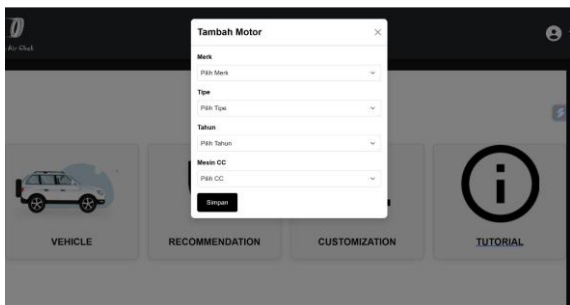 Tambah Motor
Merk
Pilih Merk
Tipe
Pilih Tipe
Tahun
Pilih Tahun
Mesin CC
Pilih CC
Simpan
VEHICLE
RECOMMENDATION
CUSTOMIZATION
TUTORIAL